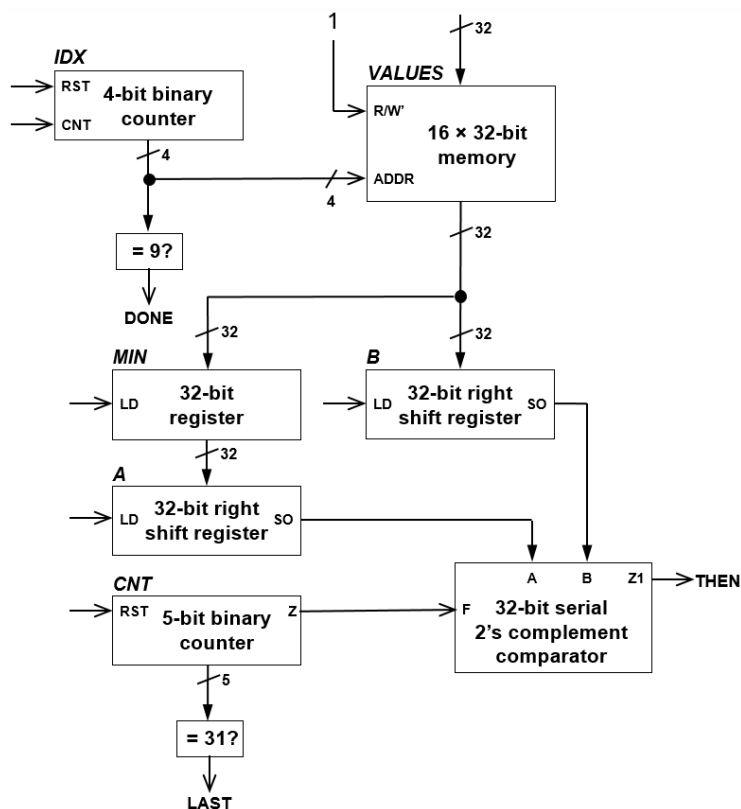 1
32
IDX
VALUES
RST
4-bit binary
counter
CNT
R/W'
16 × 32-bit
memory
4
ADDR
4
= 9?
32
DONE
32
32
MIN
B
32-bit
register
LD
32-bit right
shift register
LD
SO
32
A
32-bit right
shift register
LD
SO
CNT
A
B
Z1
THEN
RST
5-bit binary
counter
Z
F
32-bit serial
2's complement
comparator
5
= 31?
LAST